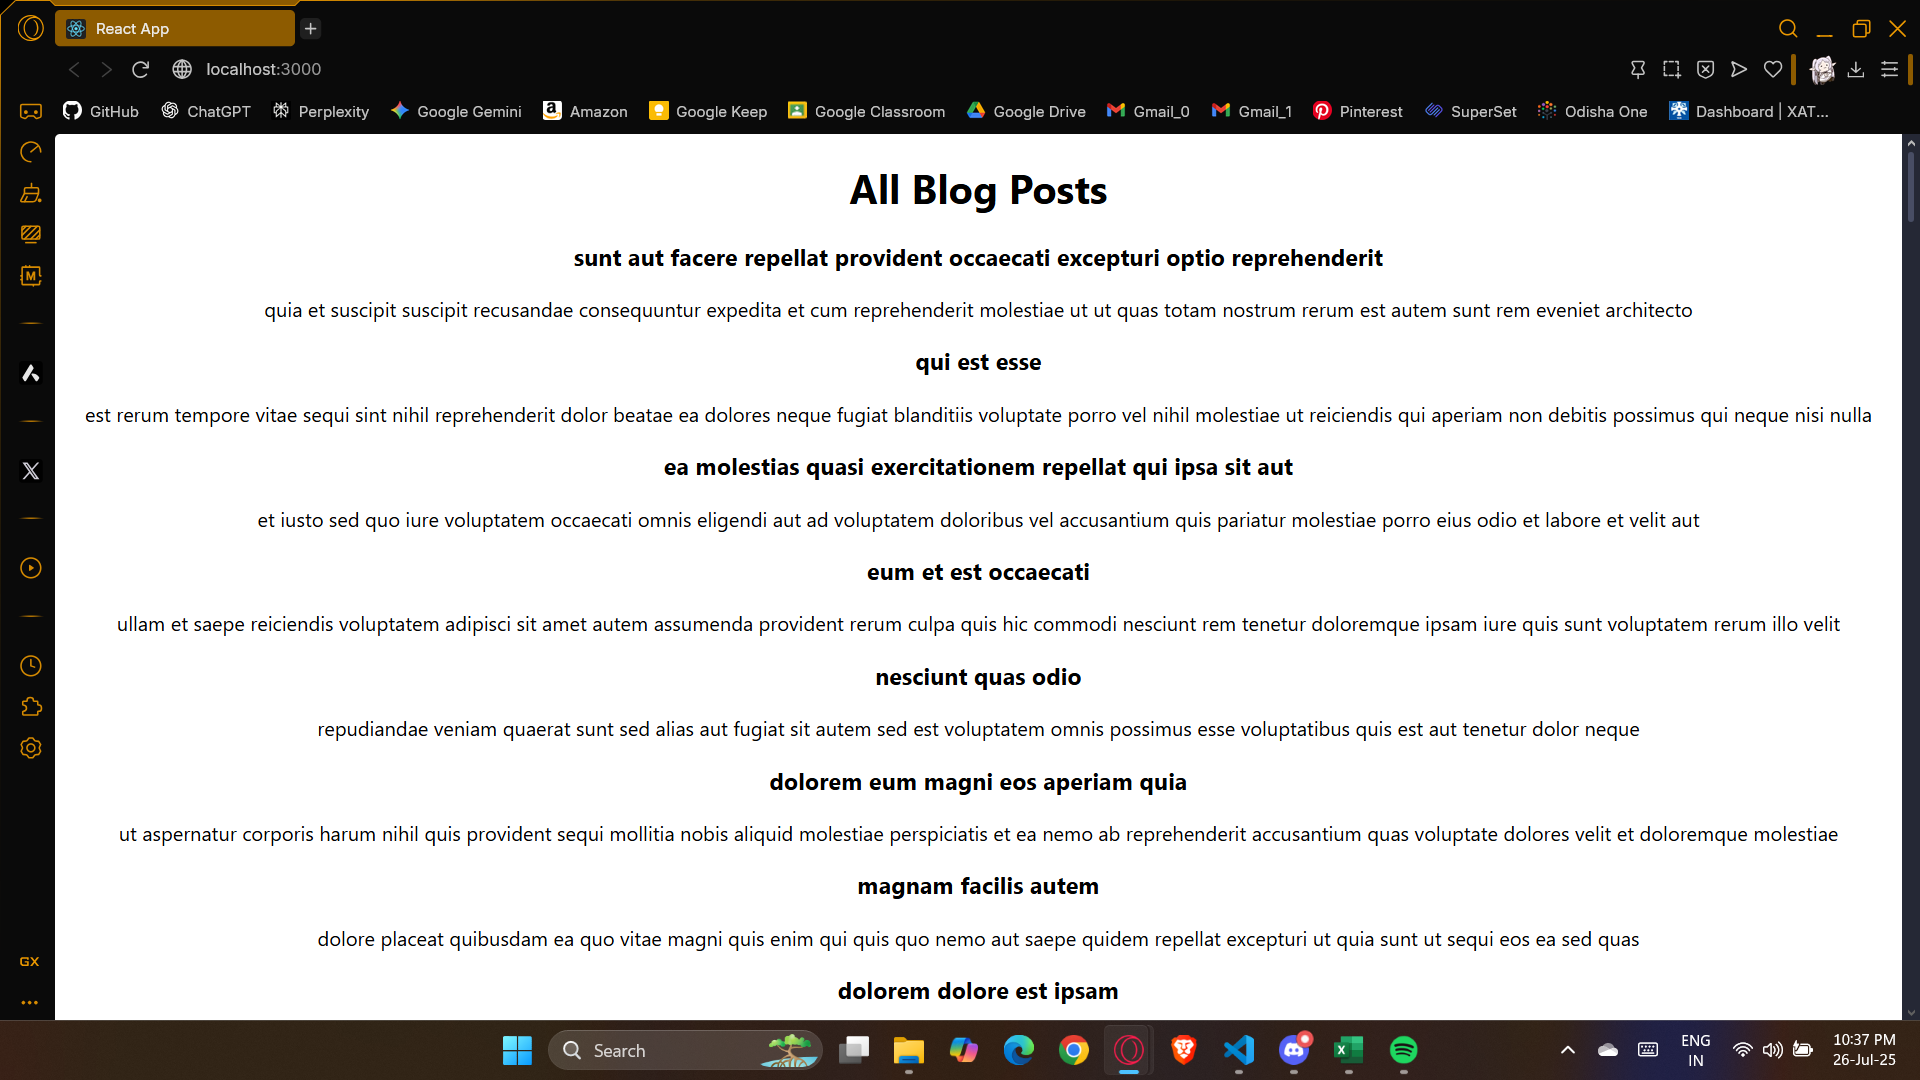 React App
localhost:3000
GitHub ChatGPT Perplexity Google Gemini Amazon Google Keep Google Classroom Google Drive Gmail_0 Gmail_1 Pinterest SuperSet Odisha One Dashboard | XAT...
All Blog Posts
sunt aut facere repellat provident occaecati excepturi optio reprehenderit
quia et suscipit suscipit recusandae consequuntur expedita et cum reprehenderit molestiae ut ut quas totam nostrum rerum est autem sunt rem eveniet architecto
qui est esse
est rerum tempore vitae sequi sint nihil reprehenderit dolor beatae ea dolores neque fugiat blanditiis voluptate porro vel nihil molestiae ut reiciendis qui aperiam non debitis possimus qui neque nisi nulla
ea molestias quasi exercitationem repellat qui ipsa sit aut
et iusto sed quo iure voluptatem occaecati omnis eligendi aut ad voluptatem doloribus vel accusantium quis pariatur molestiae porro eius odio et labore et velit aut
eum et est occaecati
ullam et saepe reiciendis voluptatem adipisci sit amet autem assumenda provident rerum culpa quis hic commodi nesciunt rem tenetur doloremque ipsam iure quis sunt voluptatem rerum illo velit
nesciunt quas odio
repudiandae veniam quaerat sunt sed alias aut fugiat sit autem sed est voluptatem omnis possimus esse voluptatibus quis est aut tenetur dolor neque
dolorem eum magni eos aperiam quia
ut aspernatur corporis harum nihil quis provident sequi mollitia nobis aliquid molestiae perspiciatis et ea nemo ab reprehenderit accusantium quas voluptate dolores velit et doloremque molestiae
magnam facilis autem
dolore placeat quibusdam ea quo vitae magni quis enim qui quis quo nemo aut saepe quidem repellat excepturi ut quia sunt ut sequi eos ea sed quas
dolorem dolore est ipsam
GX
Search
ENG
IN
10:37 PM
26-Jul-25